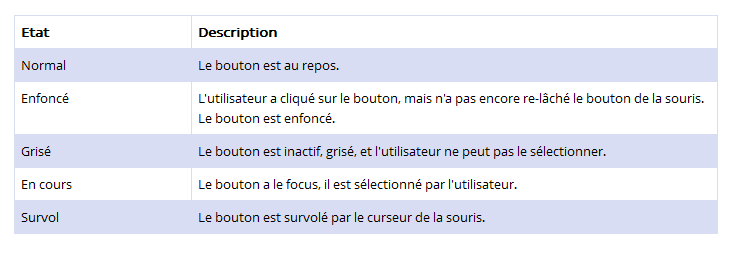 Etat Description
Normal Le bouton est au repos.
Enfoncé L'utilisateur a cliqué sur le bouton, mais n'a pas encore re-lâché le bouton de la souris.
Le bouton est enfoncé.
Grisé Le bouton est inactif, grisé, et l'utilisateur ne peut pas le sélectionner.
En cours Le bouton a le focus, il est sélectionné par l'utilisateur.
Survol Le bouton est survolé par le curseur de la souris.